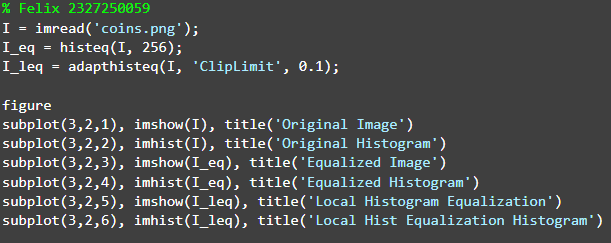 % Felix 2327250059
I = imread('coins.png');
I_eq = histeq(I, 256);
I_leq = adapthisteq(I, 'ClipLimit', 0.1);
figure
subplot(3,2,1), imshow(I), title('Original Image')
subplot(3,2,2), imhist(I), title('Original Histogram')
subplot(3,2,3), imshow(I_eq), title('Equalized Image')
subplot(3,2,4), imhist(I_eq), title('Equalized Histogram')
subplot(3,2,5), imshow(I_leq), title('Local Histogram Equalization')
subplot(3,2,6), imhist(I_leq), title('Local Hist Equalization Histogram')